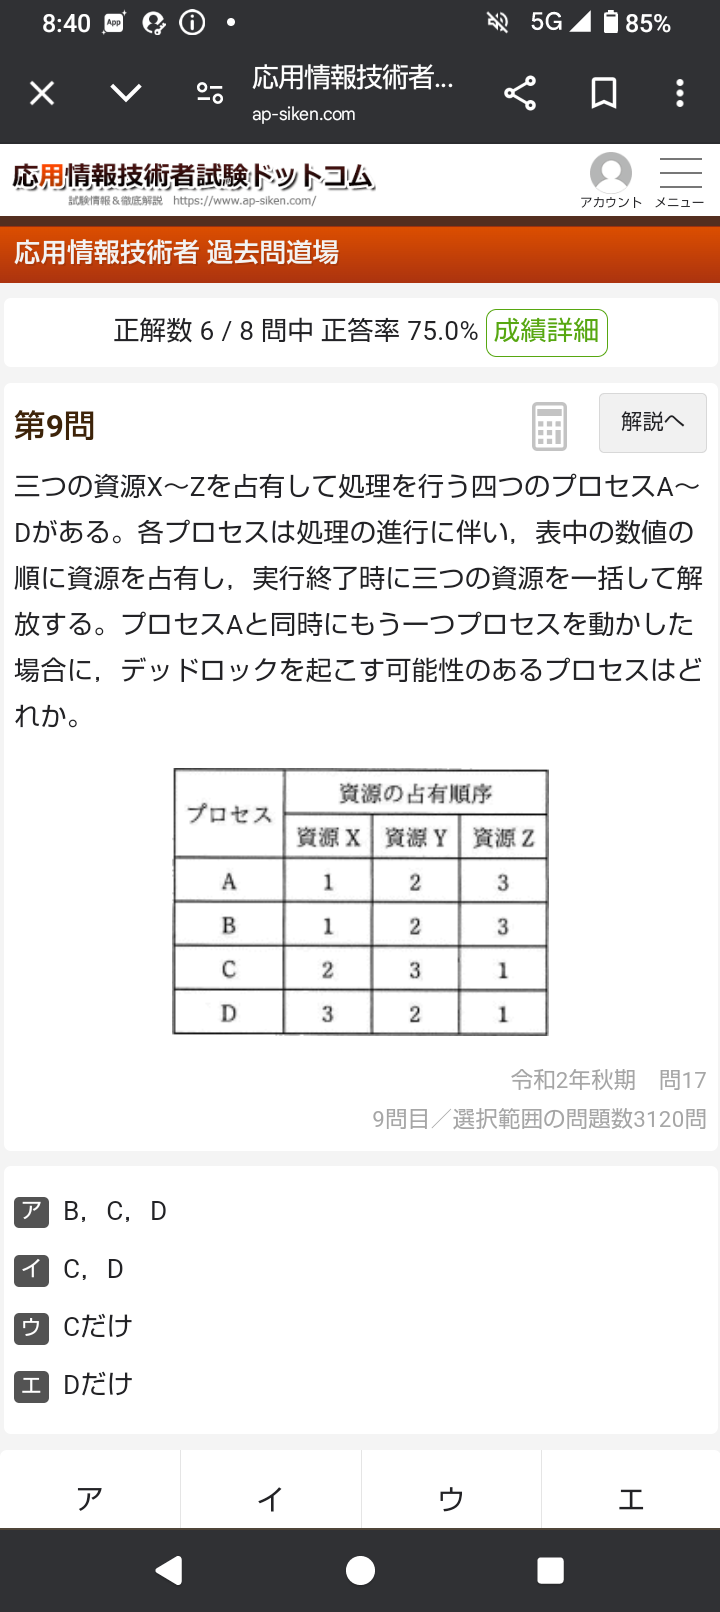 8:40 App 5G 85%
応用情報技術者...
ap-siken.com
応用情報技術者試験ドットコム
試験情報＆徹底解説 https://www.ap-siken.com/
アカウント メニュー
応用情報技術者 過去問道場
正解数 6 / 8 問中 正答率 75.0% 成績詳細
第9問 解説へ
三つの資源X～Zを占有して処理を行う四つのプロセスA～
Dがある。各プロセスは処理の進行に伴い，表中の数値の
順に資源を占有し，実行終了時に三つの資源を一括して解
放する。プロセスAと同時にもう一つプロセスを動かした
場合に，デッドロックを起こす可能性のあるプロセスはど
れか。
プロセス 資源の占有順序
資源 X 資源 Y 資源 Z
A 1 2 3
B 1 2 3
C 2 3 1
D 3 2 1
令和2年秋期 問17
9問目／選択範囲の問題数3120問
ア B，C，D
イ C，D
ウ Cだけ
エ Dだけ
ア イ ウ エ